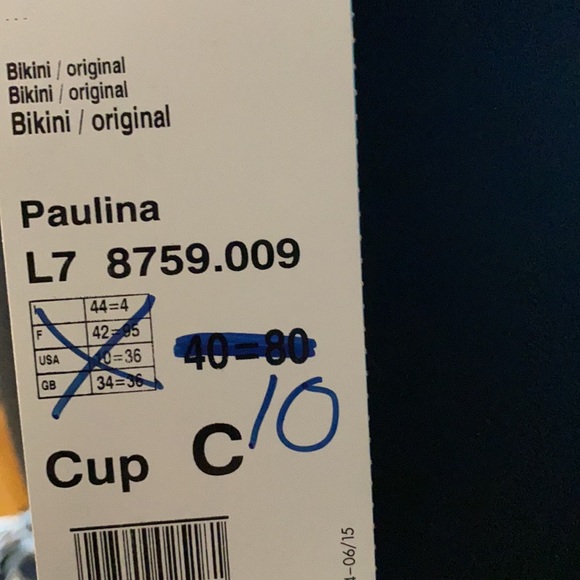 Bikini / original
Bikini / original
Bikini / original
Paulina
L7 8759.009
44=4
F 42=95
USA 10=36
GB 34=36
40=80
10
Cup C
-06/15